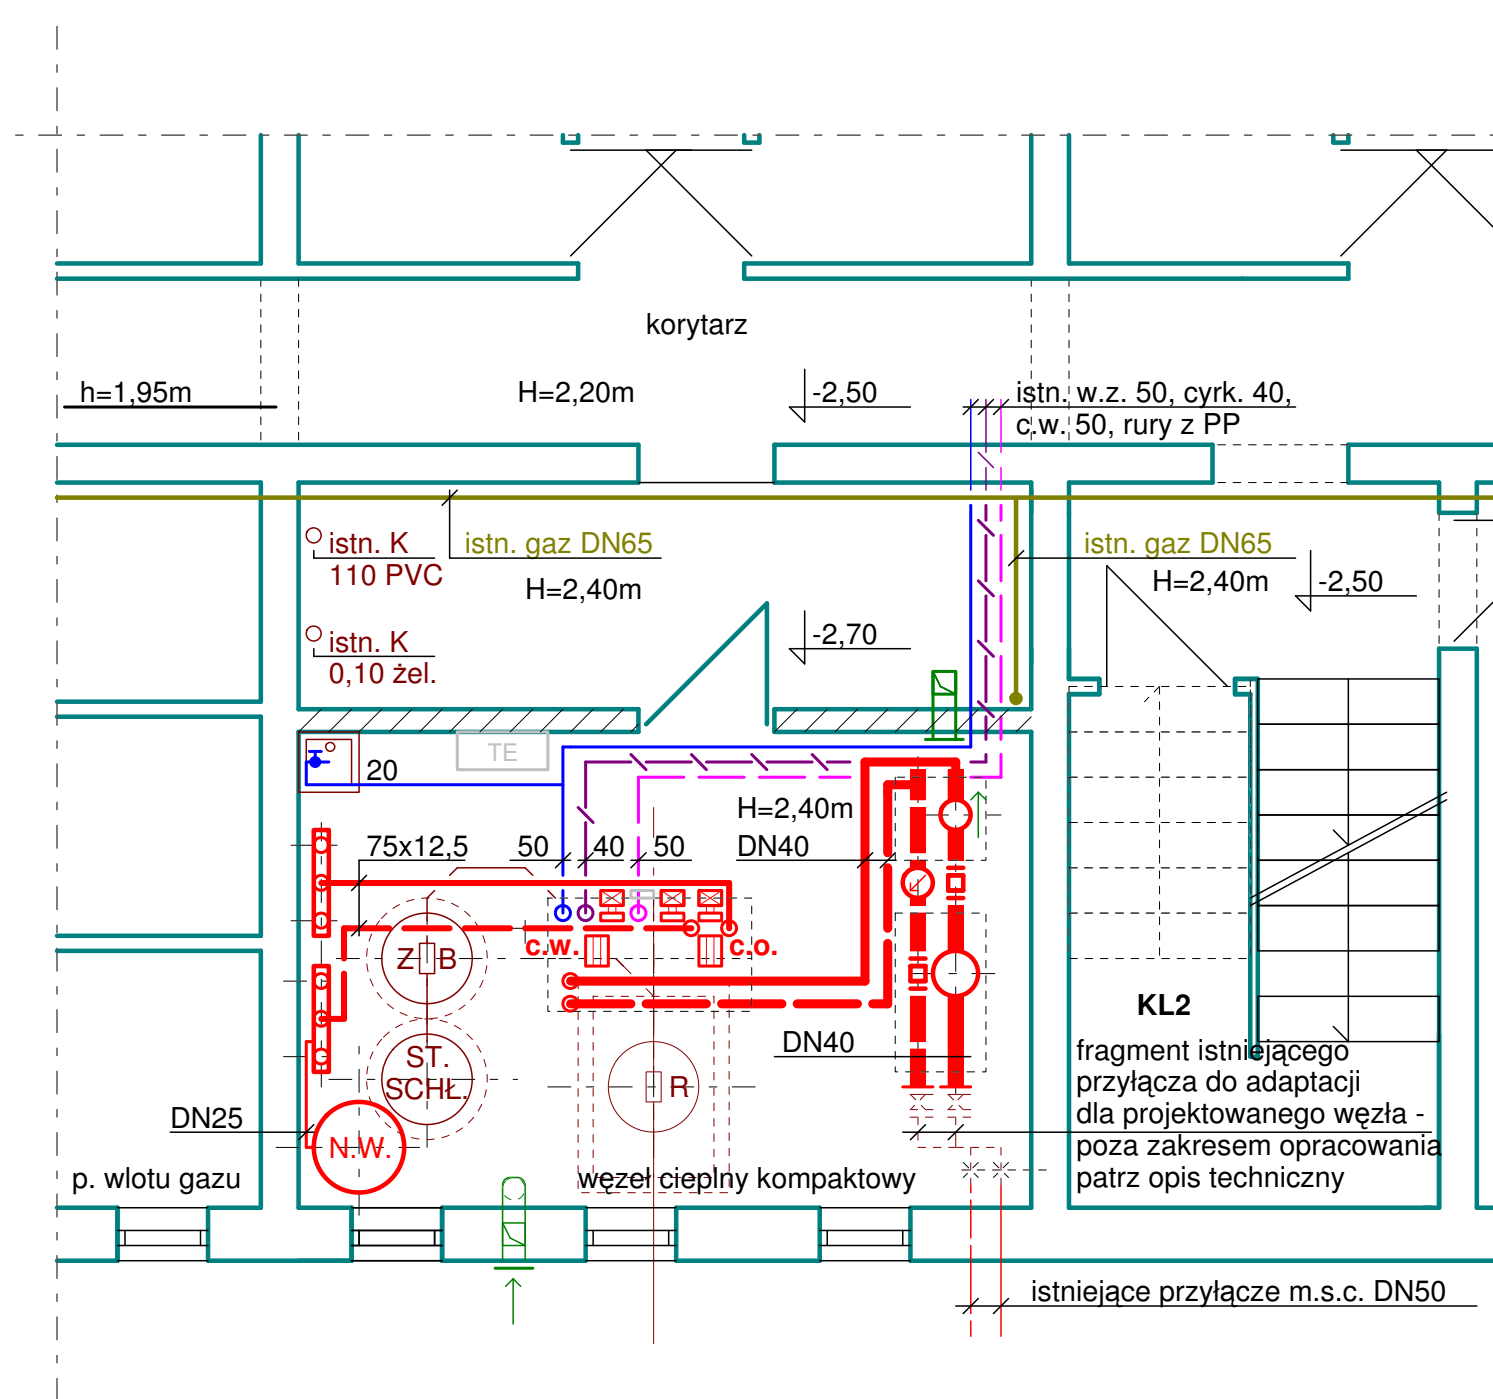 korytarz
h=1,95m
H=2,20m
-2,50
istn. w.z. 50, cyrk. 40,
c.w. 50, rury z PP
istn. K
110 PVC
istn. gaz DN65
H=2,40m
istn. gaz DN65
H=2,40m
-2,50
istn. K
0,10 żel.
-2,70
TE
20
H=2,40m
75x12,5
50
40
50
DN40
Z B
c.w.
c.o.
KL2
DN40
ST.
SCHŁ.
R
fragment istniejącego
przyłącza do adaptacji
dla projektowanego węzła -
poza zakresem opracowania
patrz opis techniczny
DN25
N.W.
p. wlotu gazu
węzeł cieplny kompaktowy
istniejące przyłącze m.s.c. DN50